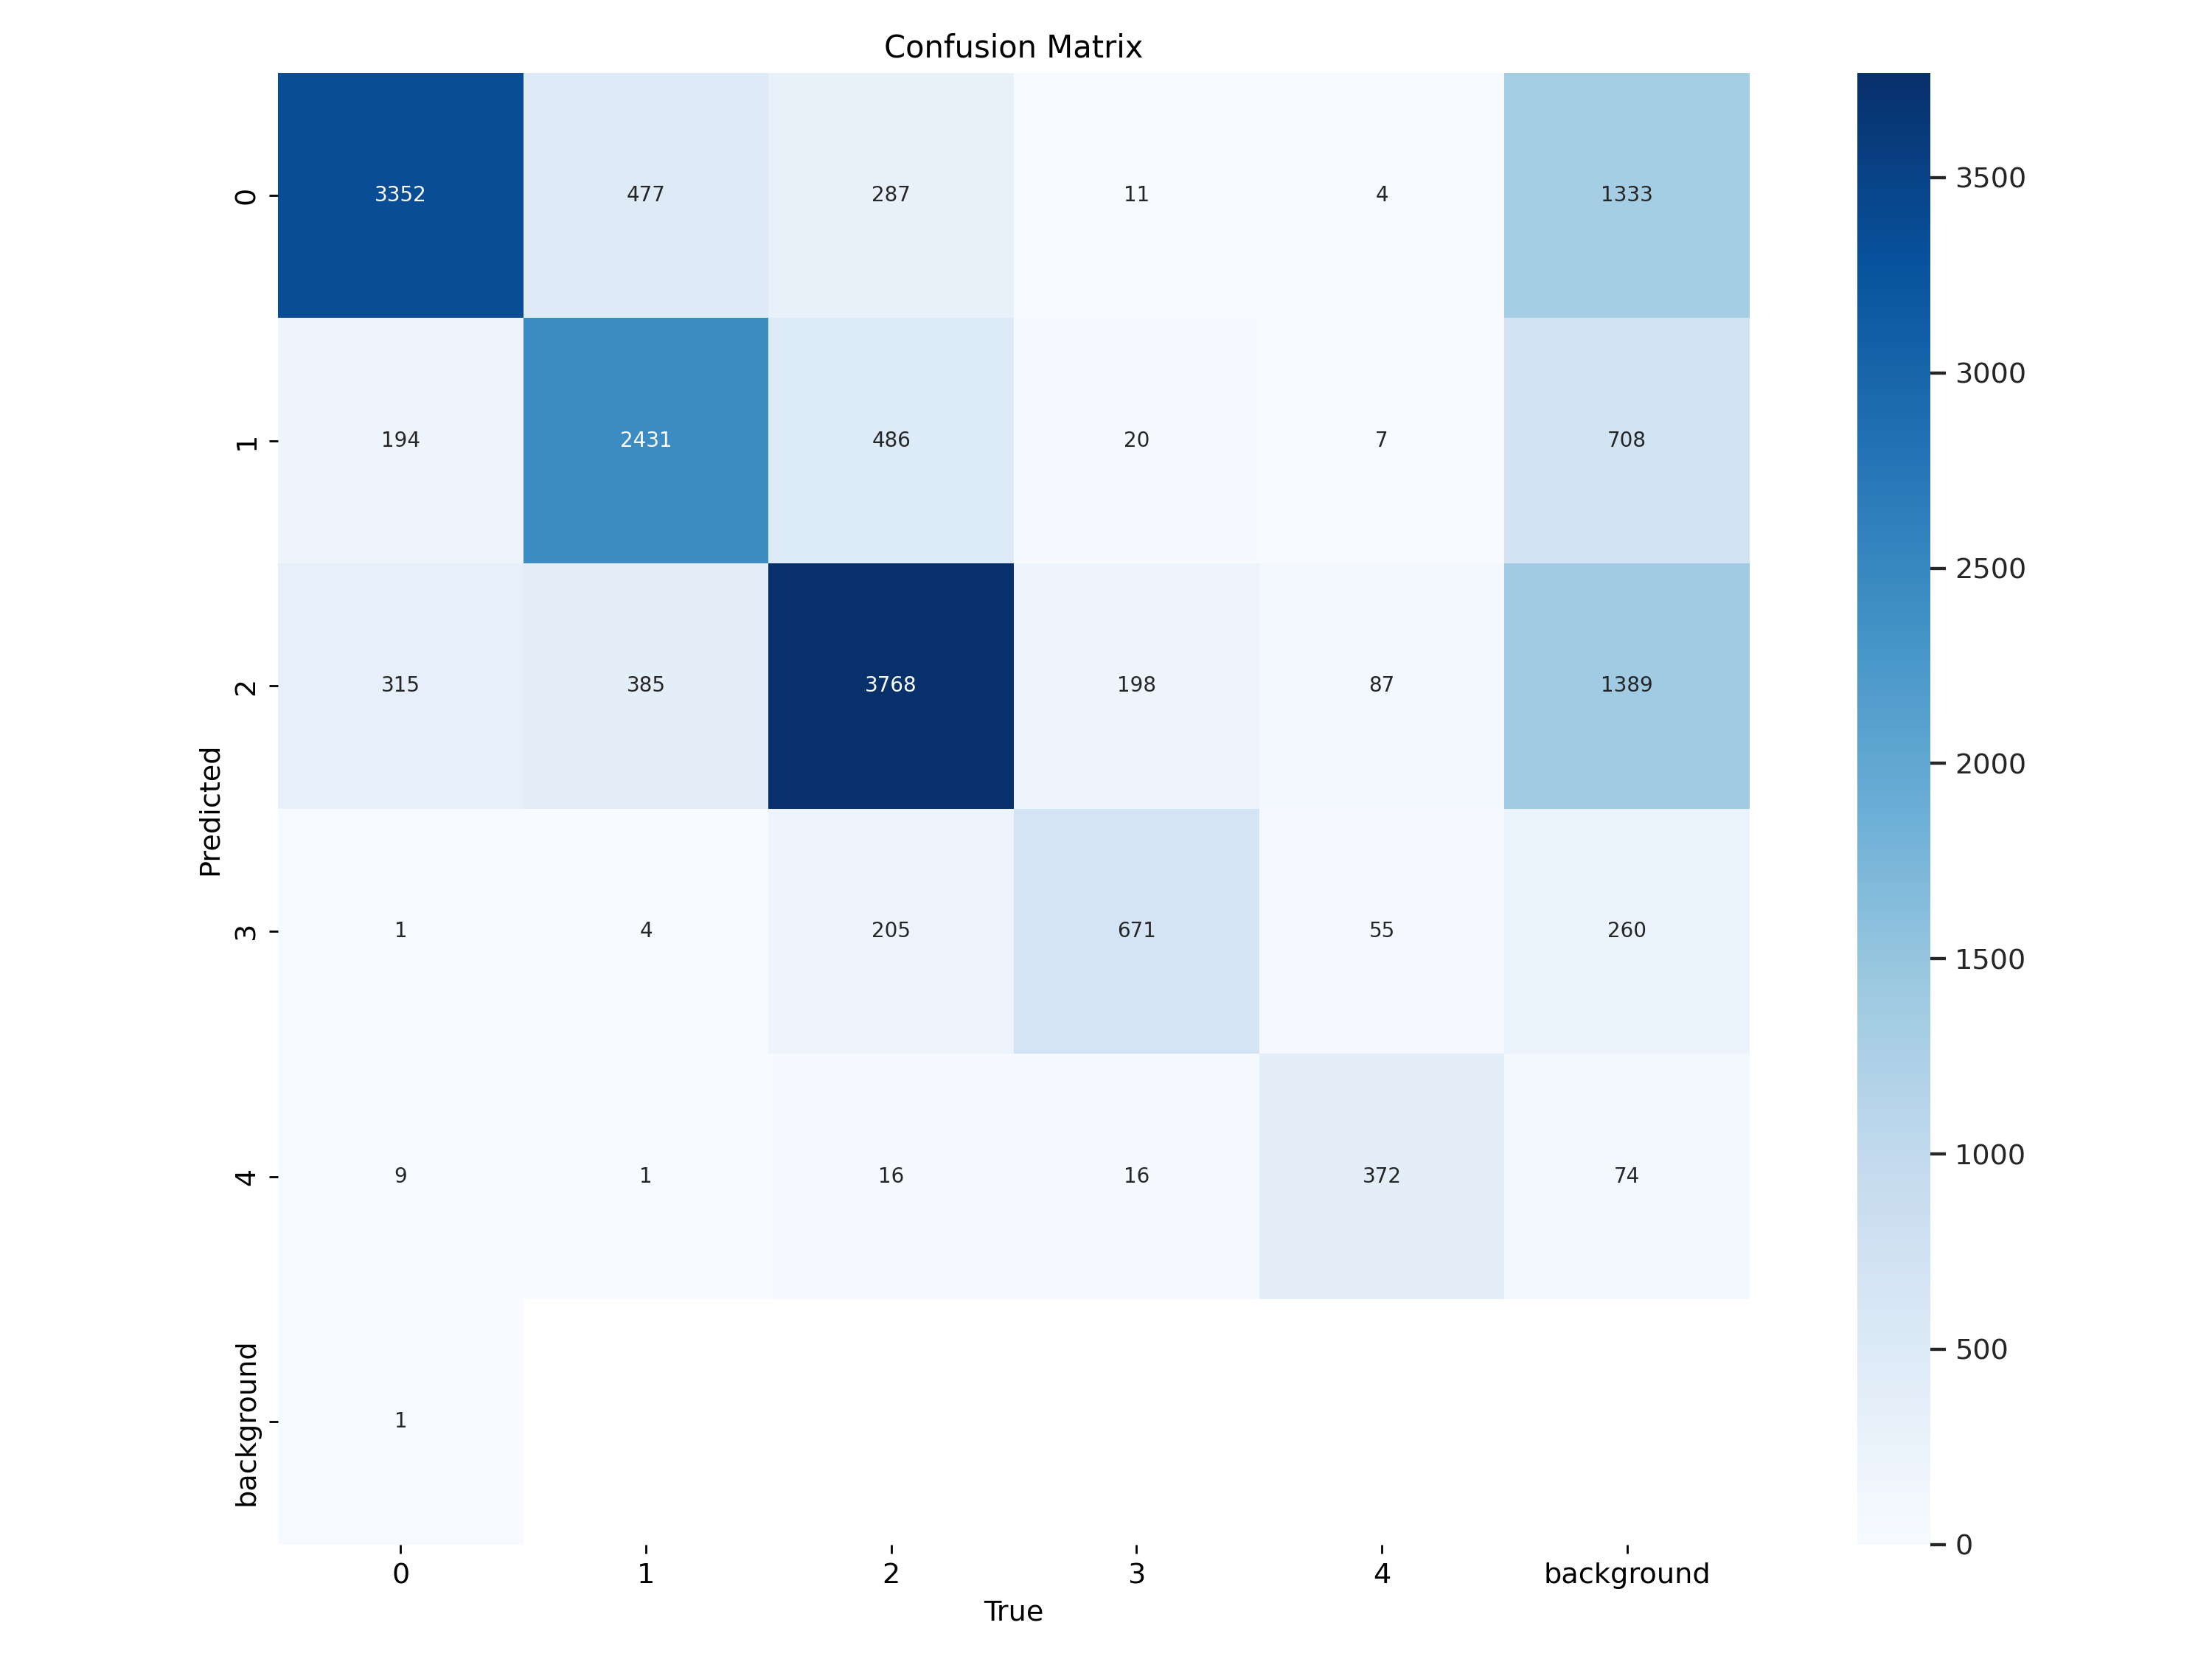 Confusion Matrix
0 3352 477 287 11 4 1333
1 194 2431 486 20 7 708
2 315 385 3768 198 87 1389
3 1 4 205 671 55 260
4 9 1 16 16 372 74
background 1
0 1 2 3 4 background
True
Predicted
3500
3000
2500
2000
1500
1000
500
0